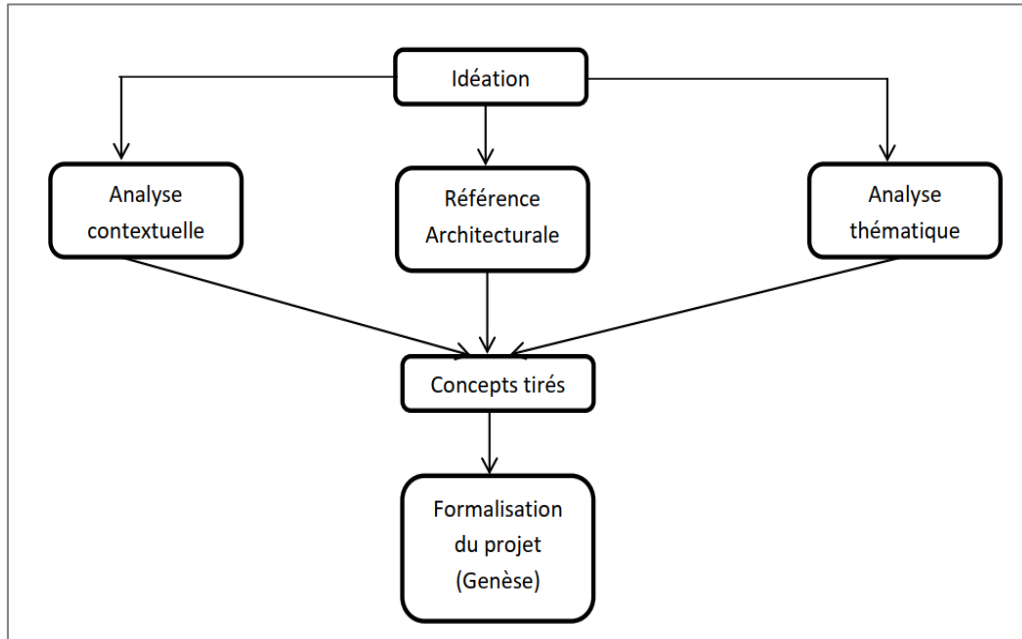 Idéation
Analyse
contextuelle
Référence
Architecturale
Analyse
thématique
Concepts tirés
Formalisation
du projet
(Genèse)